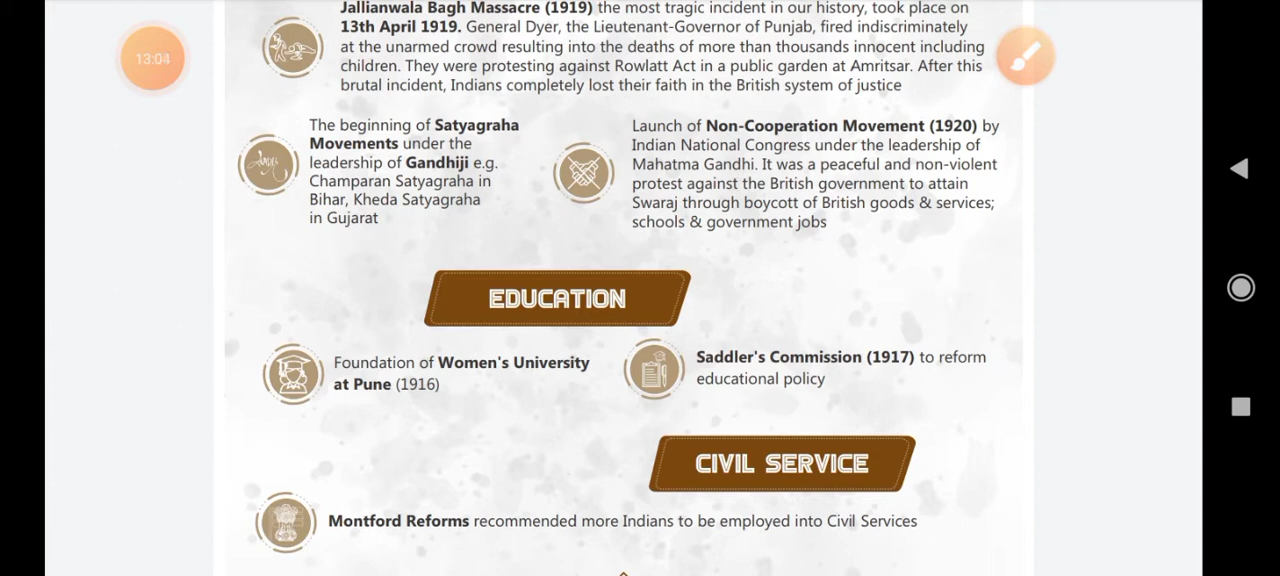 Jallianwala Bagh Massacre (1919) the most tragic incident in our history, took place on
13th April 1919. General Dyer, the Lieutenant-Governor of Punjab, fired indiscriminately
at the unarmed crowd resulting into the deaths of more than thousands innocent including
children. They were protesting against Rowlatt Act in a public garden at Amritsar. After this
brutal incident, Indians completely lost their faith in the British system of justice
13:04
The beginning of Satyagraha
Movements under the
leadership of Gandhiji e.g.
Champaran Satyagraha in
Bihar, Kheda Satyagraha
in Gujarat
Launch of Non-Cooperation Movement (1920) by
Indian National Congress under the leadership of
Mahatma Gandhi. It was a peaceful and non-violent
protest against the British government to attain
Swaraj through boycott of British goods & services;
schools & government jobs
EDUCATION
Foundation of Women's University
at Pune (1916)
Saddler's Commission (1917) to reform
educational policy
CIVIL SERVICE
Montford Reforms recommended more Indians to be employed into Civil Services